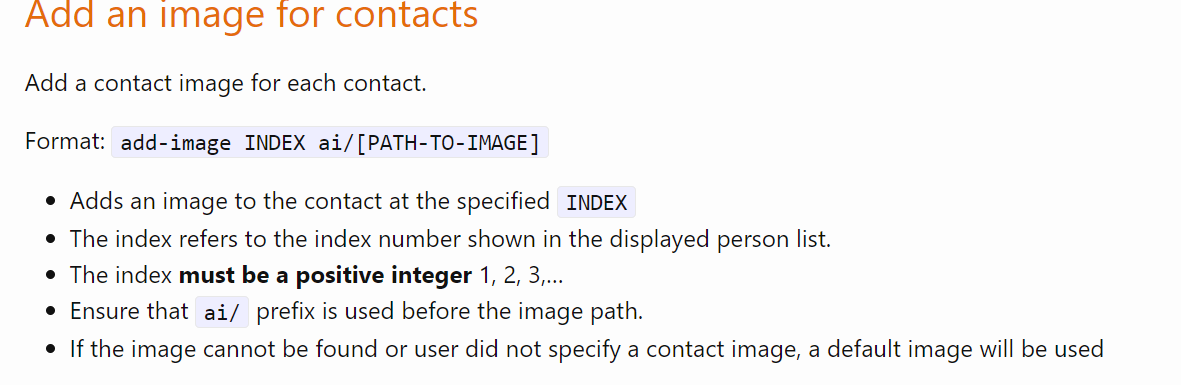 Add an image for contacts
Add a contact image for each contact.
Format: add-image INDEX ai/[PATH-TO-IMAGE]
Adds an image to the contact at the specified INDEX
The index refers to the index number shown in the displayed person list.
The index must be a positive integer 1, 2, 3,…
Ensure that ai/ prefix is used before the image path.
If the image cannot be found or user did not specify a contact image, a default image will be used